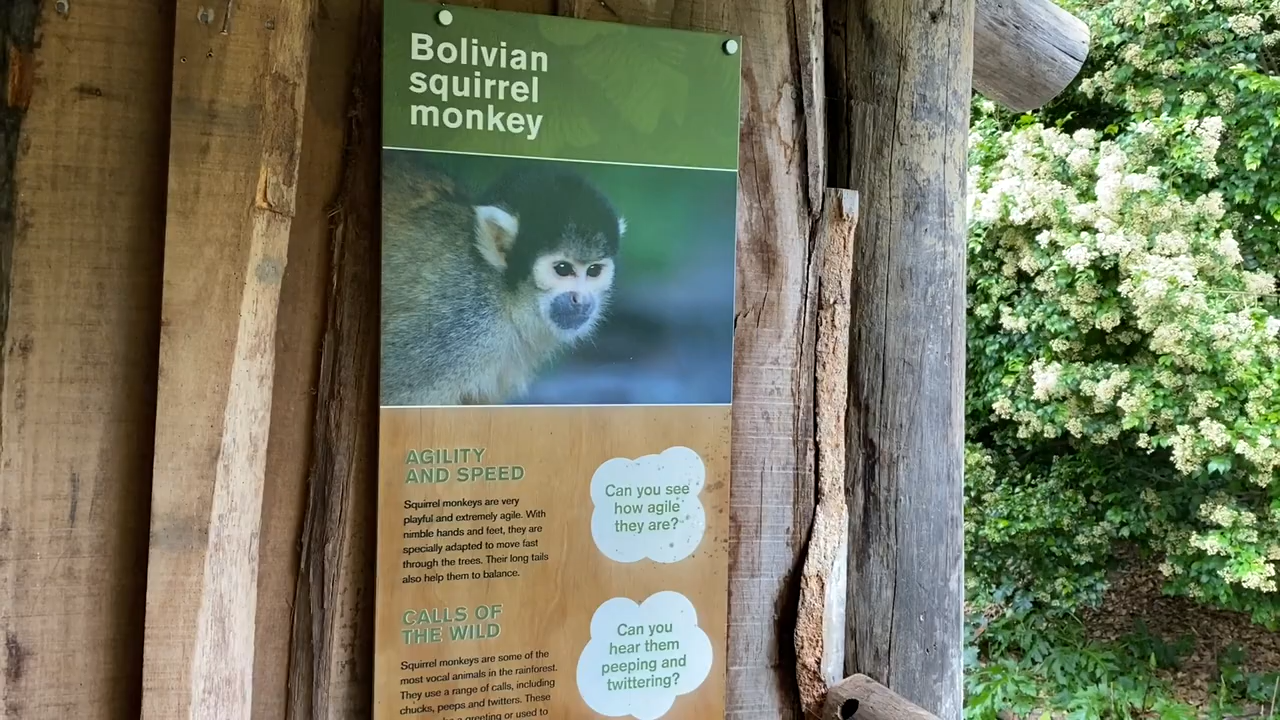 Bolivian
squirrel
monkey
AGILITY
AND SPEED
Squirrel monkeys are very
playful and extremely agile. With
nimble hands and feet, they are
specially adapted to move fast
through the trees. Their long tails
also help them to balance.
Can you see
how agile
they are?
CALLS OF
THE WILD
Squirrel monkeys are some of the
most vocal animals in the rainforest.
They use a range of calls, including
chucks, peeps and twitters. These
a greeting or used to
Can you
hear them
peeping and
twittering?